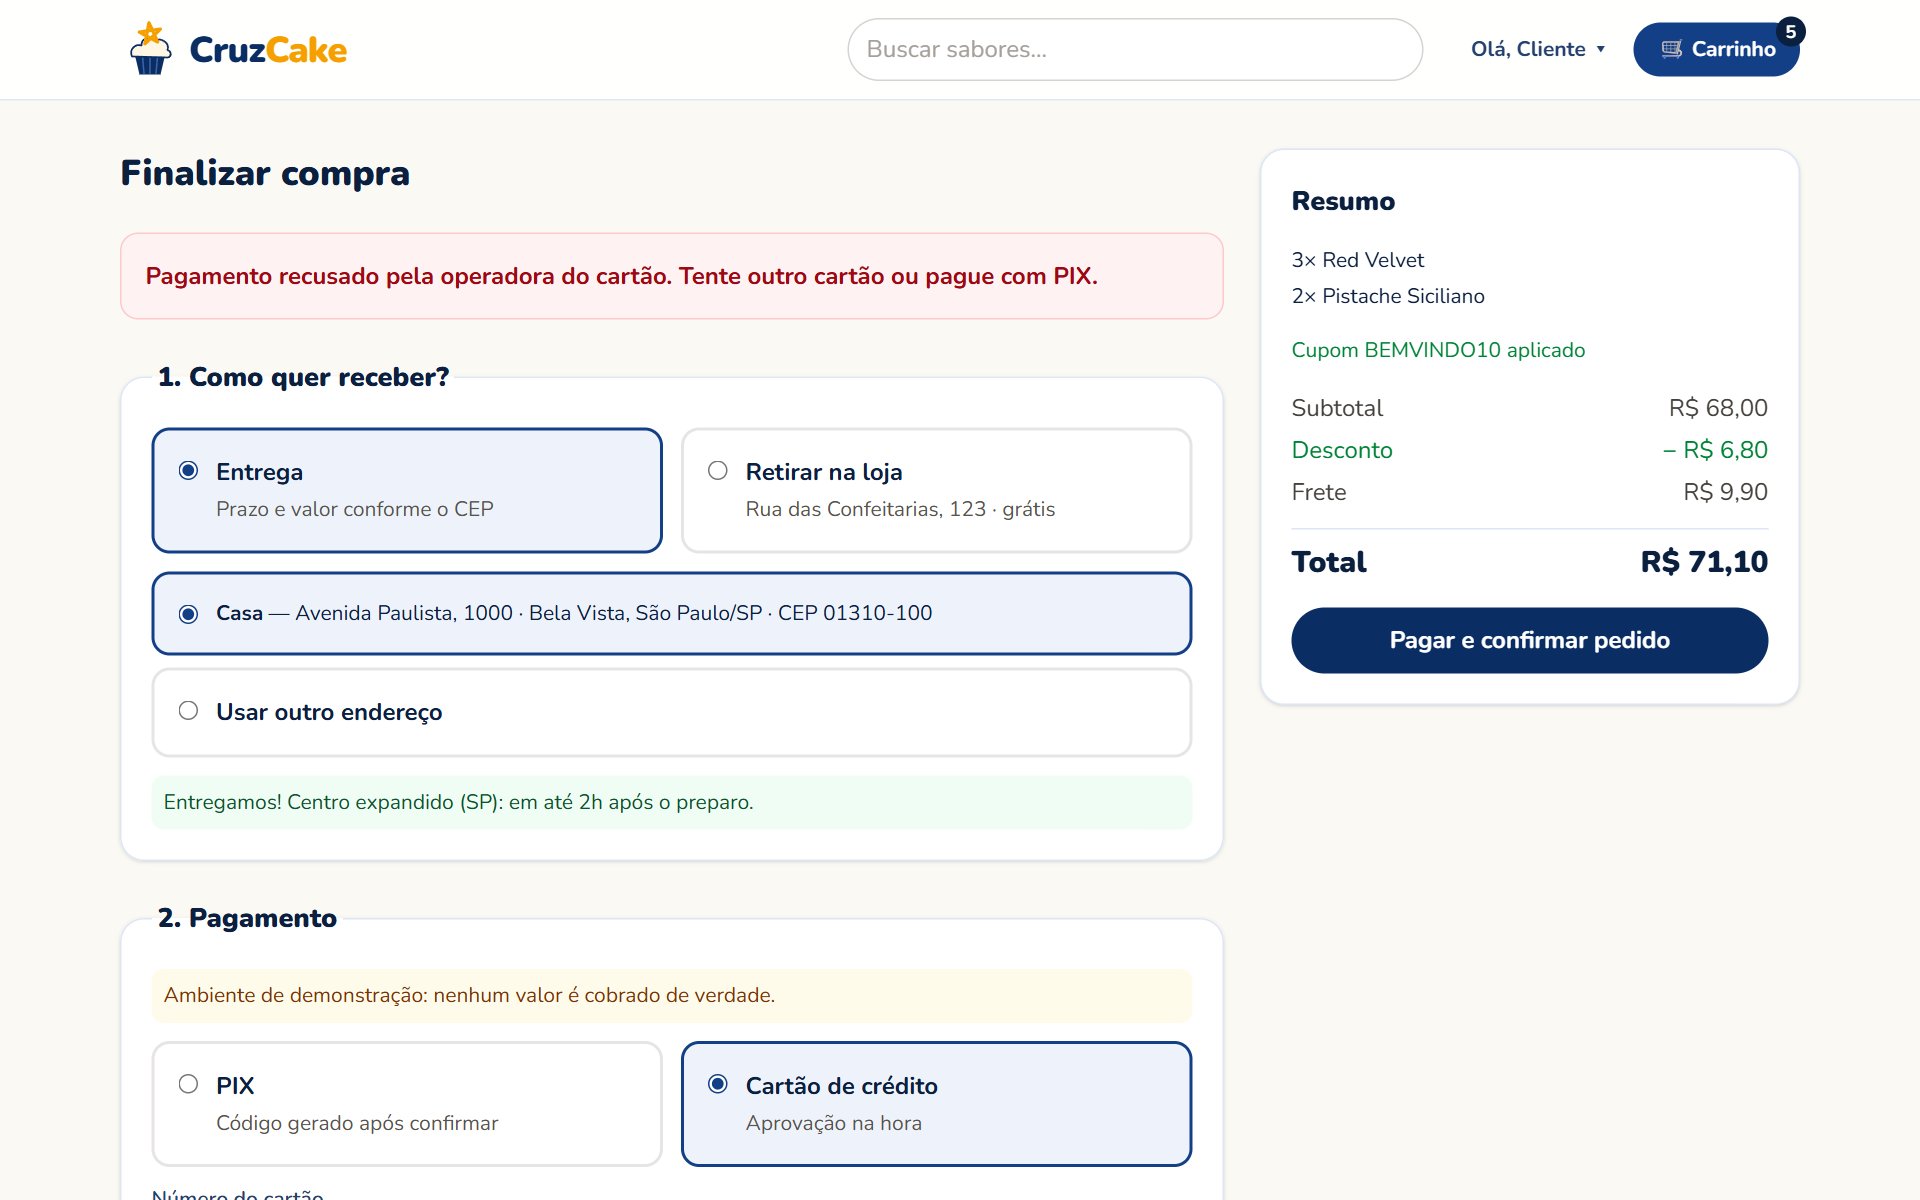 CruzCake
Buscar sabores...
Olá, Cliente ▼
Carrinho
5
Finalizar compra
Pagamento recusado pela operadora do cartão. Tente outro cartão ou pague com PIX.
1. Como quer receber?
Entrega
Prazo e valor conforme o CEP
Retirar na loja
Rua das Confeitarias, 123 · grátis
Casa — Avenida Paulista, 1000 · Bela Vista, São Paulo/SP · CEP 01310-100
Usar outro endereço
Entregamos! Centro expandido (SP): em até 2h após o preparo.
2. Pagamento
Ambiente de demonstração: nenhum valor é cobrado de verdade.
PIX
Código gerado após confirmar
Cartão de crédito
Aprovação na hora
Número do cartão
Resumo
3× Red Velvet
2× Pistache Siciliano
Cupom BEMVINDO10 aplicado
Subtotal R$ 68,00
Desconto − R$ 6,80
Frete R$ 9,90
Total R$ 71,10
Pagar e confirmar pedido